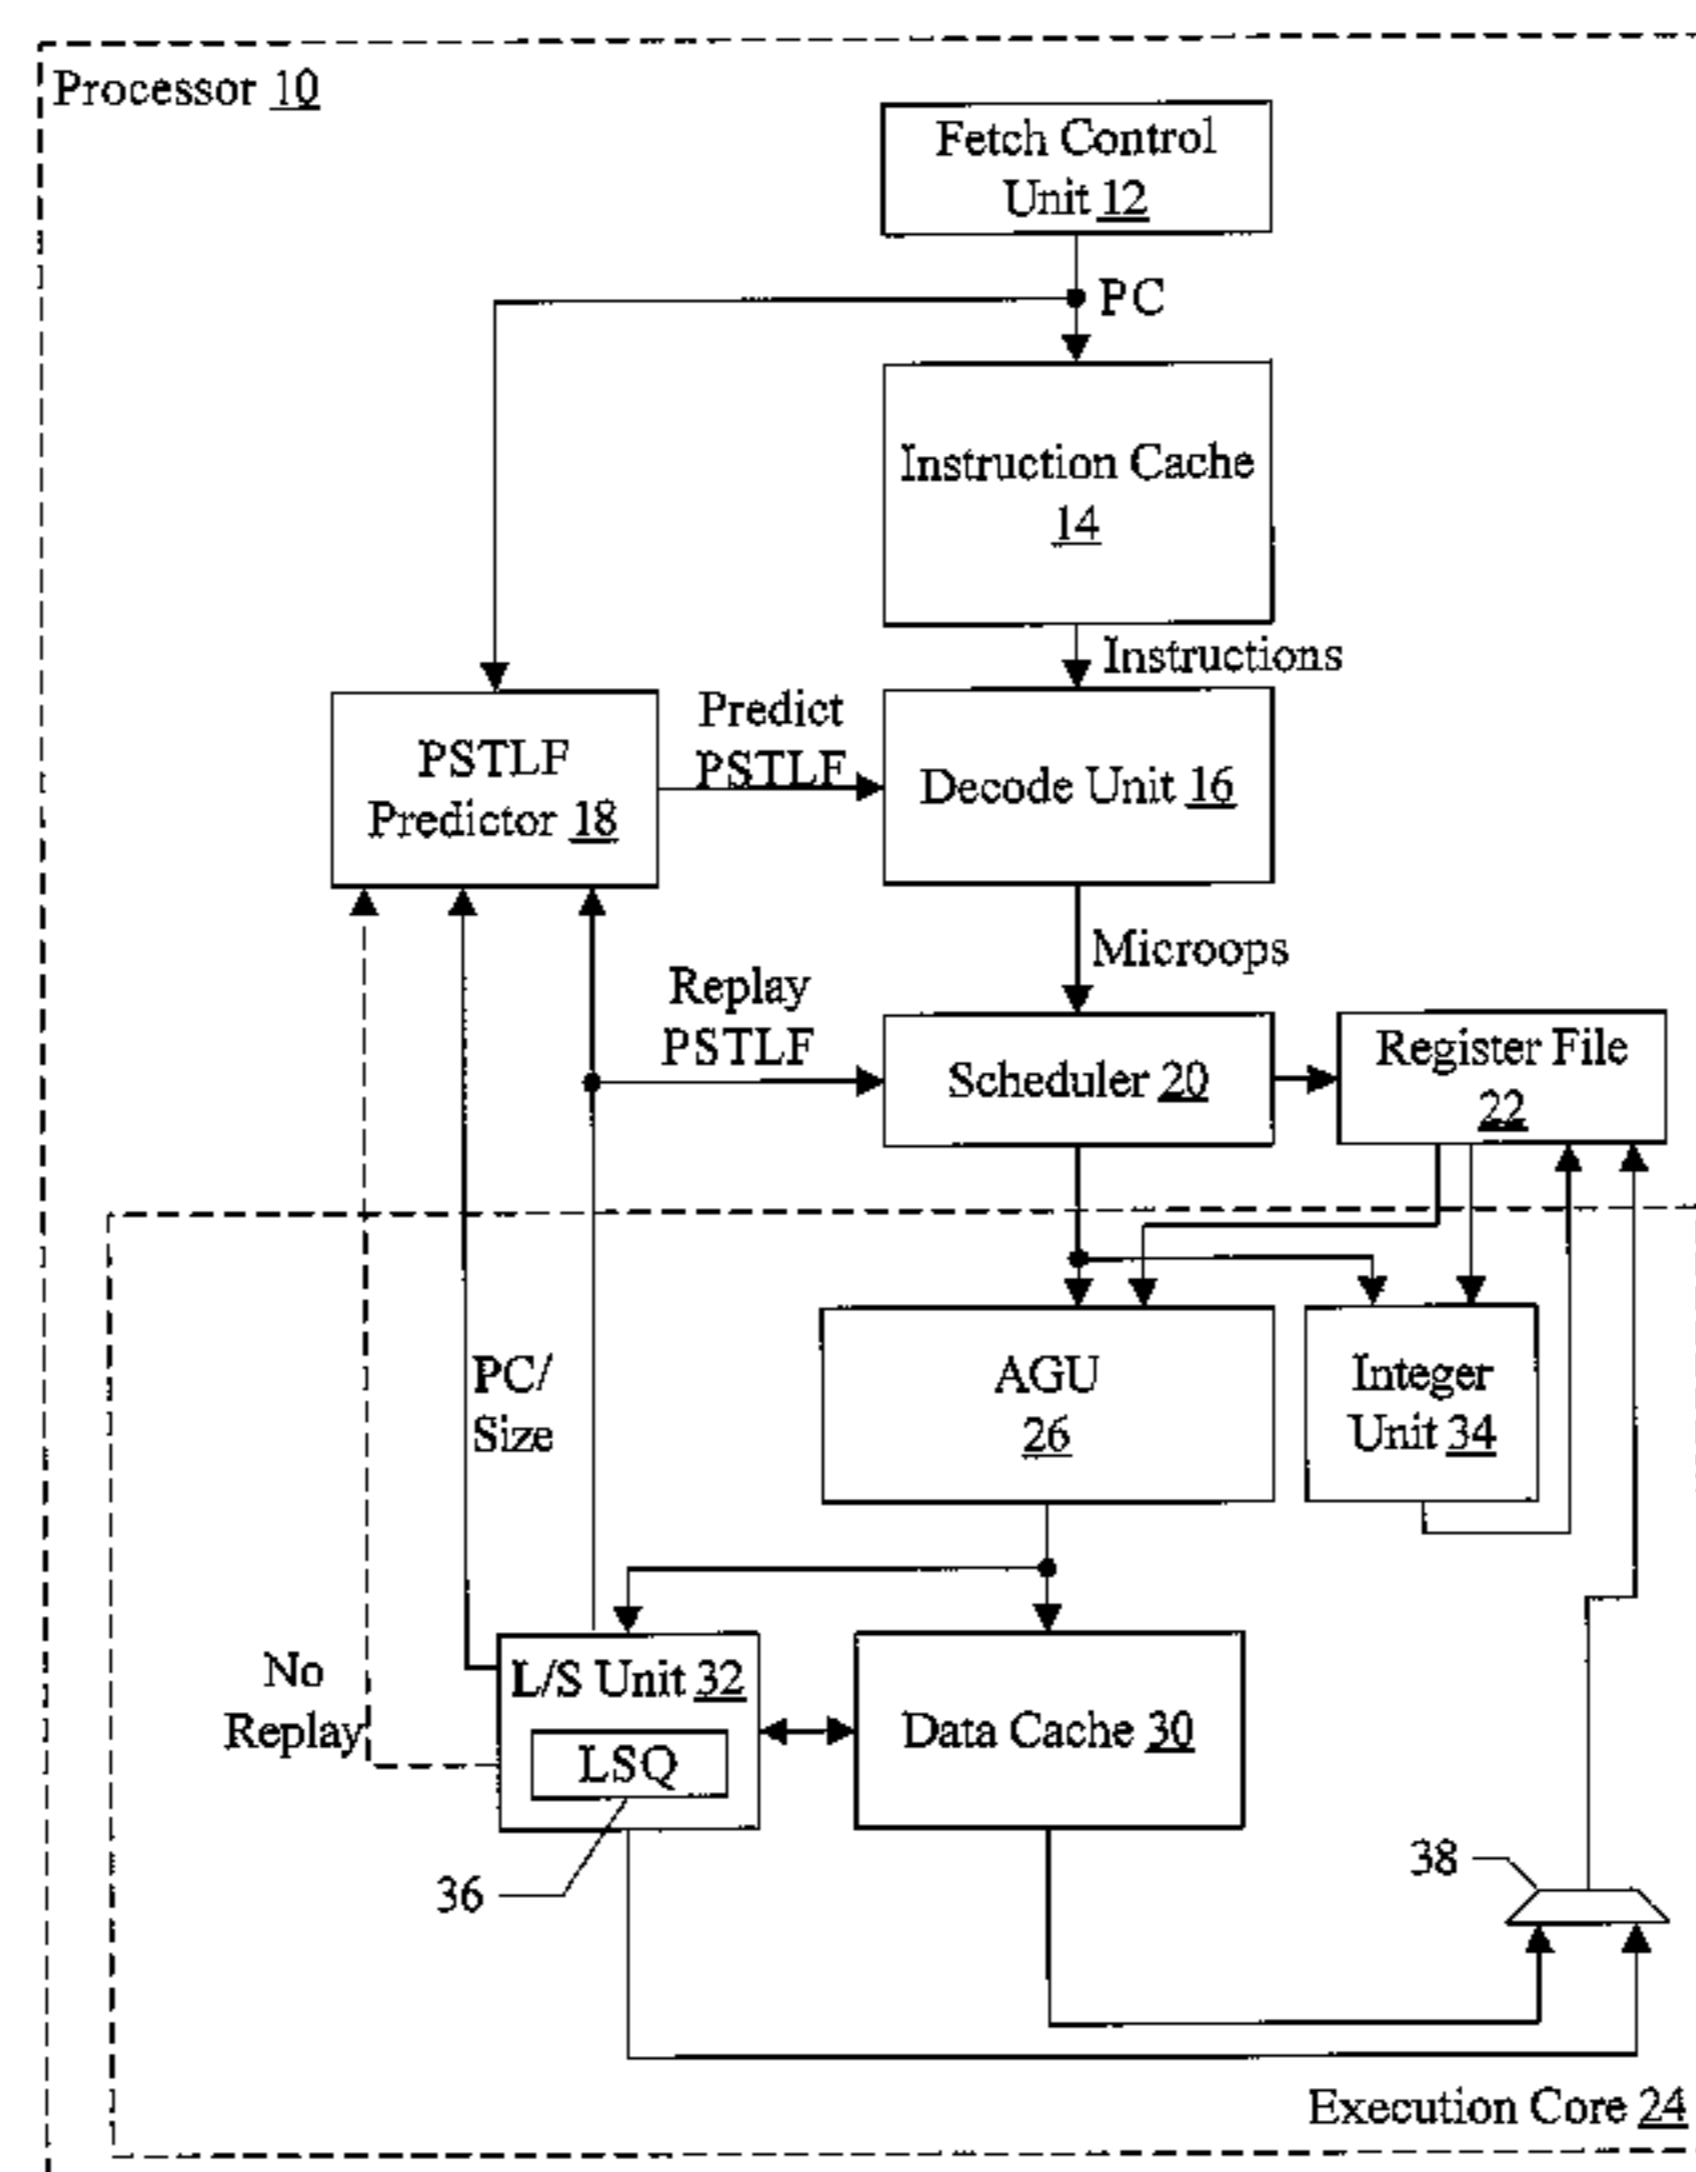 Processor 10
Fetch Control
Unit 12
PC
Instruction Cache
14
Instructions
PSTLF
Predictor 18
Predict
PSTLF
Decode Unit 16
Microops
Replay
PSTLF
Scheduler 20
Register File
22
PC/
Size
AGU
26
Integer
Unit 34
No
Replay
L/S Unit 32
LSQ
Data Cache 30
36
38
Execution Core 24